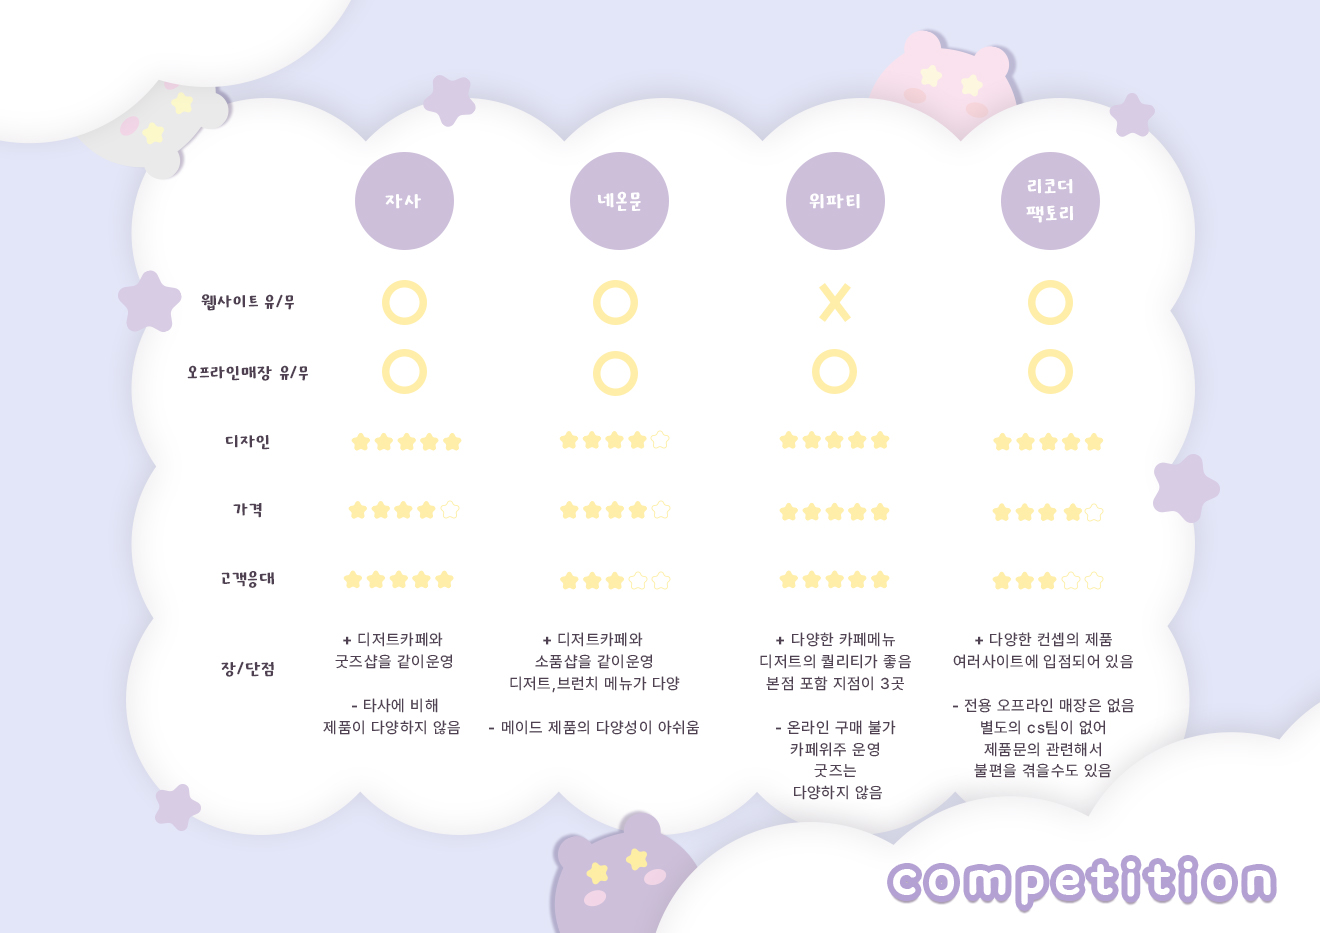 자사
네온문
위파티
리코더
팩토리
웹사이트 유/무
X
오프라인매장 유/무
디자인
가격
고객응대
장/단점
+ 디저트카페와
굿즈샵을 같이운영
- 타사에 비해
제품이 다양하지 않음
+ 디저트카페와
소품샵을 같이운영
디저트,브런치 메뉴가 다양
- 메이드 제품의 다양성이 아쉬움
+ 다양한 카페메뉴
디저트의 퀄리티가 좋음
본점 포함 지점이 3곳
- 온라인 구매 불가
카페위주 운영
굿즈는
다양하지 않음
+ 다양한 컨셉의 제품
여러사이트에 입점되어 있음
- 전용 오프라인 매장은 없음
별도의 cs팀이 없어
제품문의 관련해서
불편을 겪을수도 있음
competition